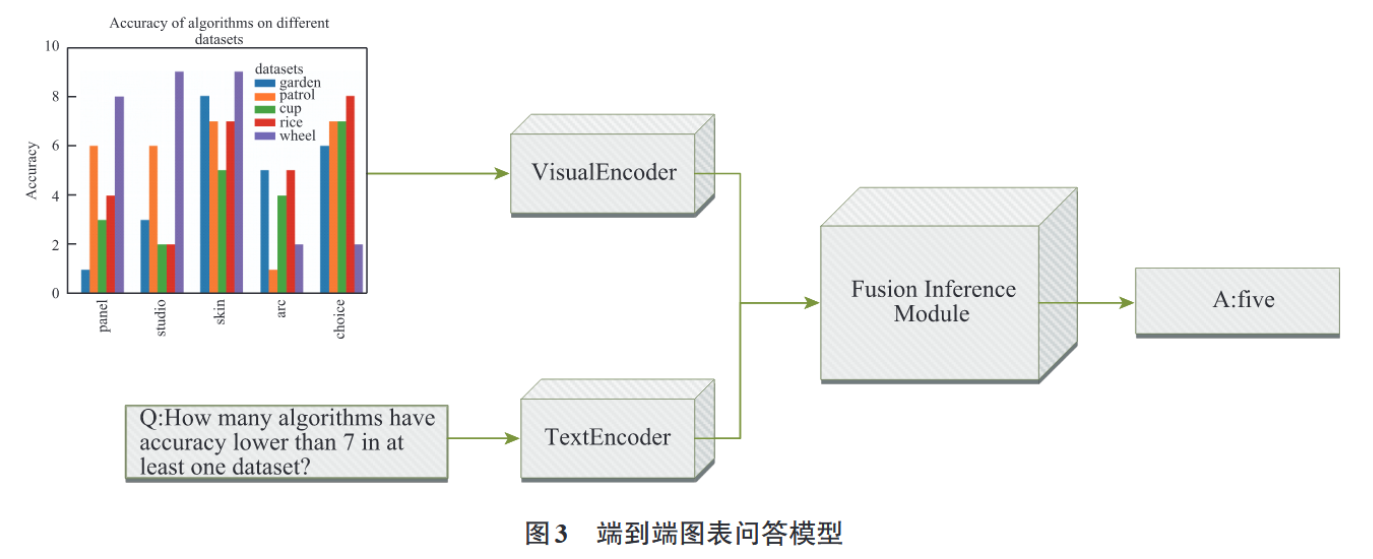 Accuracy of algorithms on different
datasets
10
8
6
4
2
0
Accuracy
datasets
garden
patrol
cup
rice
wheel
panel
studio
skin
arc
choice
VisualEncoder
Fusion Inference
Module
A:five
Q:How many algorithms have
accuracy lower than 7 in at
least one dataset?
TextEncoder
图3 端到端图表问答模型